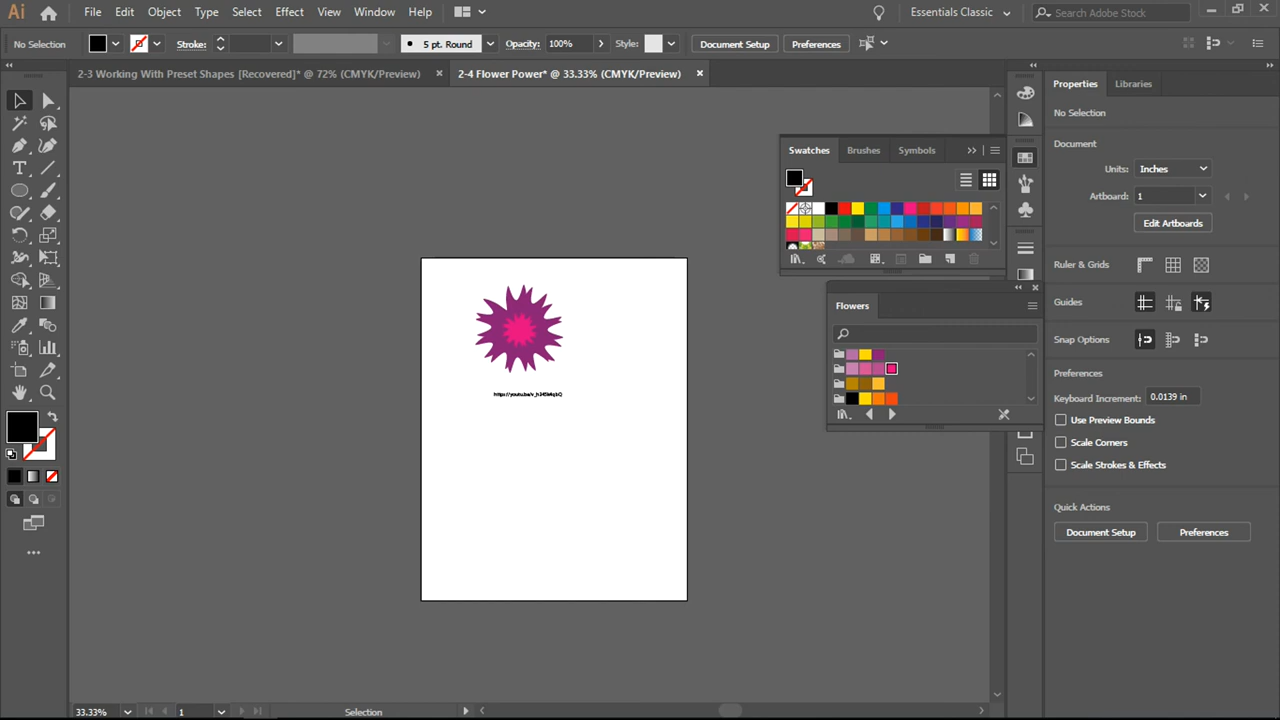 Ai File Edit Object Type Select Effect View Window Help Essentials Classic Search Adobe Stock
No Selection Stroke: 5 pt. Round Opacity: 100% Style: Document Setup Preferences
2-3 Working With Preset Shapes [Recovered]* @ 72% (CMYK/Preview) × 2-4 Flower Power* @ 33.33% (CMYK/Preview) ×
Properties Libraries
No Selection
Document
Units: Inches
Artboard: 1
Edit Artboards
Ruler & Grids
Guides
Snap Options
Preferences
Keyboard Increment: 0.0139 in
Use Preview Bounds
Scale Corners
Scale Strokes & Effects
Quick Actions
Document Setup Preferences
Swatches Brushes Symbols
Flowers
33.33% 1 Selection